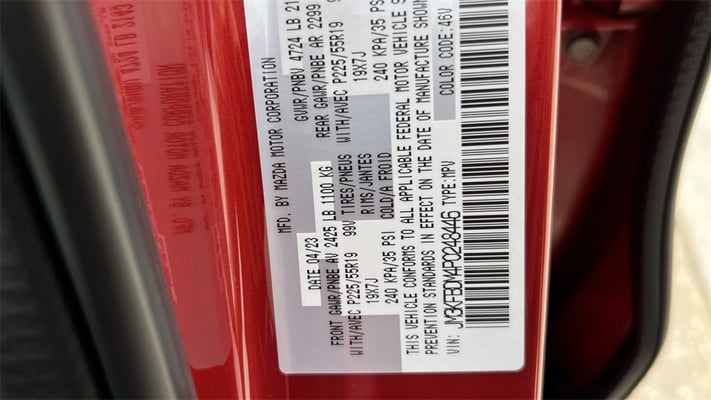 MFD. BY MAZDA MOTOR CORPORATION
DATE 04/23 GVWR/PNBV 4724 LB 21
FRONT GAWR/PNBE AV 2425 LB 1100 KG REAR GAWR/PNBE AR 2299
WITH/AVEC P225/55R19 99V TIRES/PNEUS WITH/AVEC P225/55R19
19X7J RIMS/JANTES 19X7J
240 KPA/35 PSI COLD/A FROID 240 KPA/35 PSI
THIS VEHICLE CONFORMS TO ALL APPLICABLE FEDERAL MOTOR VEHICLE S
PREVENTION STANDARDS IN EFFECT ON THE DATE OF MANUFACTURE SHOWN
VIN: JM3KFBDM4P0248446 TYPE:MPV COLOR CODE:46V